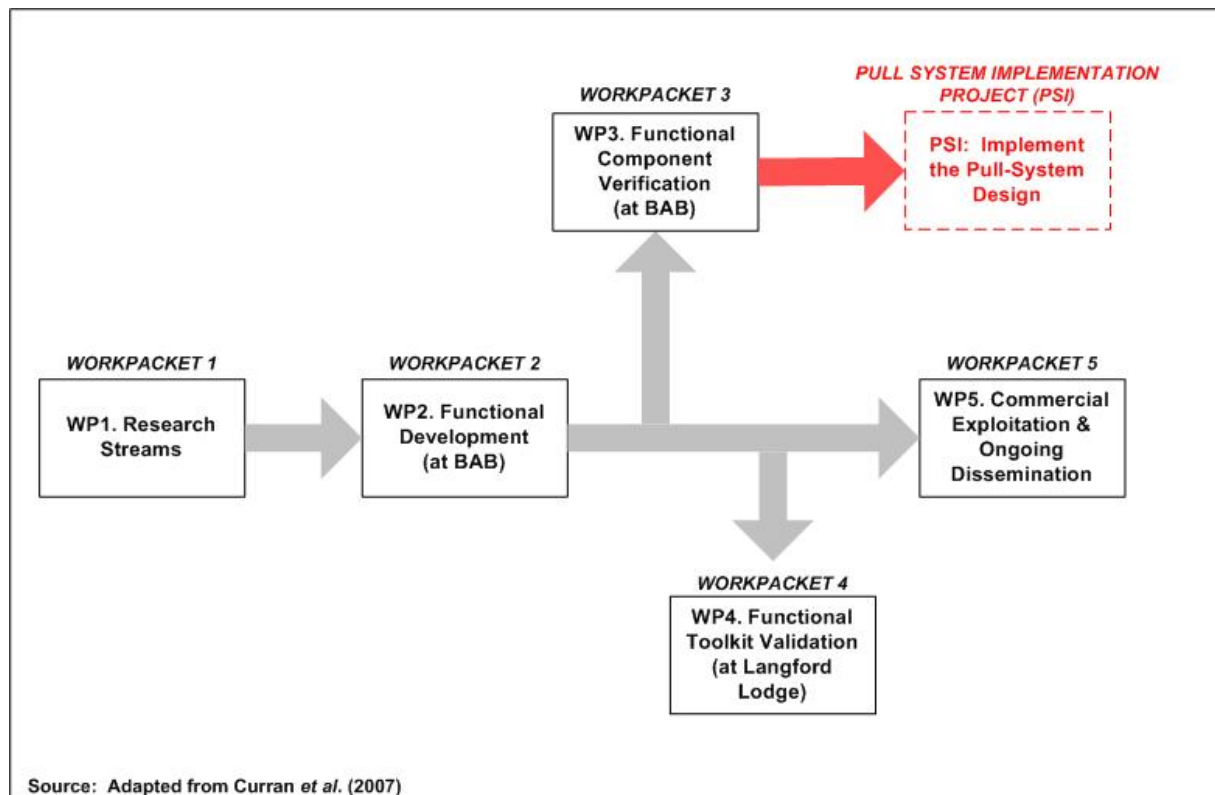 PULL SYSTEM IMPLEMENTATION
PROJECT (PSI)
WORKPACKET 3
WP3. Functional
Component
Verification
(at BAB)
PSI:  Implement
the Pull-System
Design
WORKPACKET 1
WP1. Research
Streams
WORKPACKET 2
WP2. Functional
Development
(at BAB)
WORKPACKET 5
WP5. Commercial
Exploitation &
Ongoing
Dissemination
WORKPACKET 4
WP4. Functional
Toolkit Validation
(at Langford
Lodge)
Source:  Adapted from Curran et al. (2007)